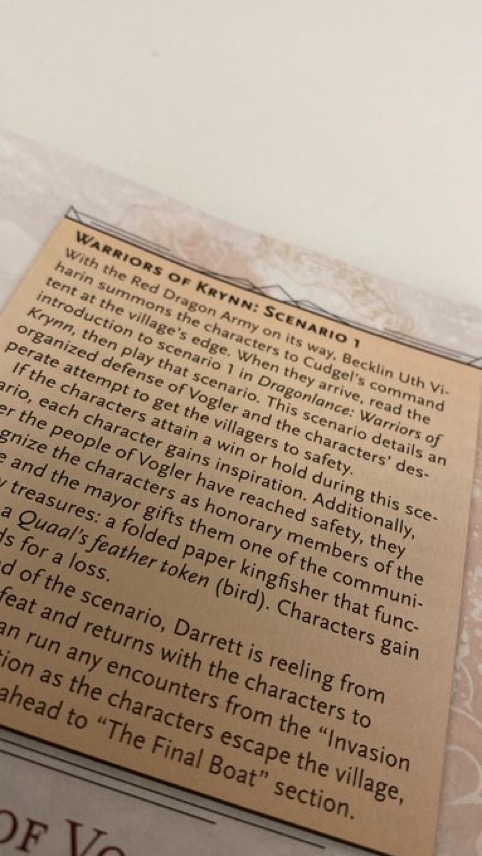 WARRIORS OF KRYNN: SCENARIO 1
With the Red Dragon Army on its way, Becklin Uth Vi-
harin summons the characters to Cudgel's command
tent at the village's edge. When they arrive, read the
introduction to scenario 1 in Dragonlance: Warriors of
Krynn, then play that scenario. This scenario details an
organized defense of Vogler and the characters' des-
perate attempt to get the villagers to safety.
If the characters attain a win or hold during this sce-
ario, each character gains inspiration. Additionally,
er the people of Vogler have reached safety, they
gnize the characters as honorary members of the
e and the mayor gifts them one of the communi-
y treasures: a folded paper kingfisher that func-
a Quaal's feather token (bird). Characters gain
ds for a loss.
d of the scenario, Darrett is reeling from
feat and returns with the characters to
an run any encounters from the "Invasion
tion as the characters escape the village,
ahead to "The Final Boat" section.
OF VO